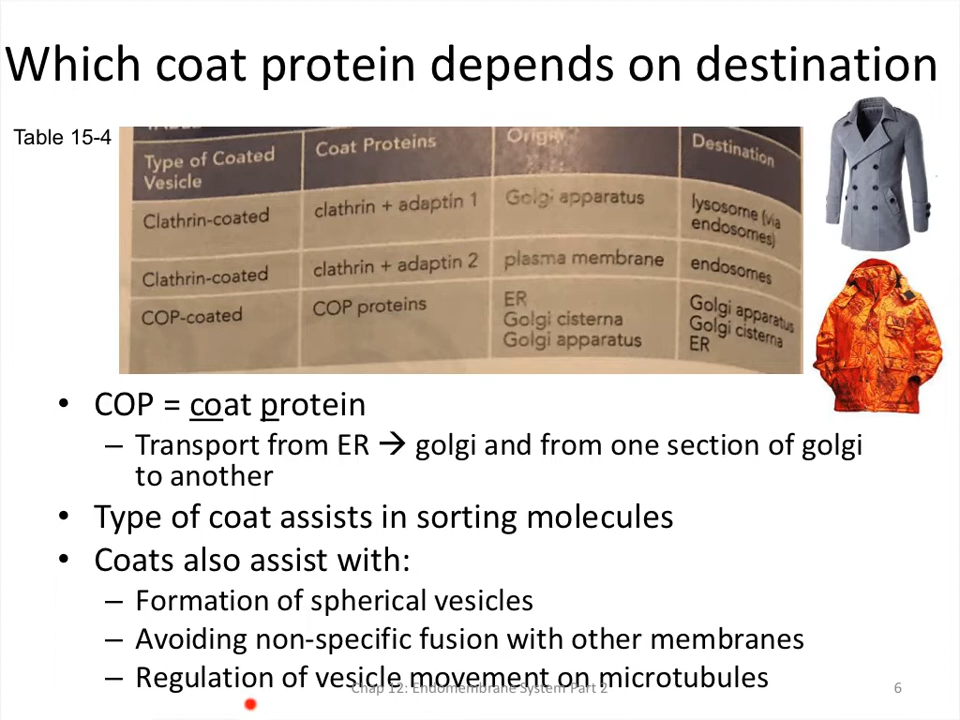 Which coat protein depends on destination
Table 15-4
Type of Coated Vesicle	Coat Proteins	Origin	Destination
Clathrin-coated	clathrin + adaptin 1	Golgi apparatus	lysosome (via endosomes)
Clathrin-coated	clathrin + adaptin 2	plasma membrane	endosomes
COP-coated	COP proteins	ER	Golgi apparatus
Golgi cisterna	Golgi cisterna
Golgi apparatus	ER
• COP = coat protein
– Transport from ER → golgi and from one section of golgi
to another
• Type of coat assists in sorting molecules
• Coats also assist with:
– Formation of spherical vesicles
– Avoiding non-specific fusion with other membranes
– Regulation of vesicle movement on microtubules
Chap 12: Endomembrane System Part 2
6